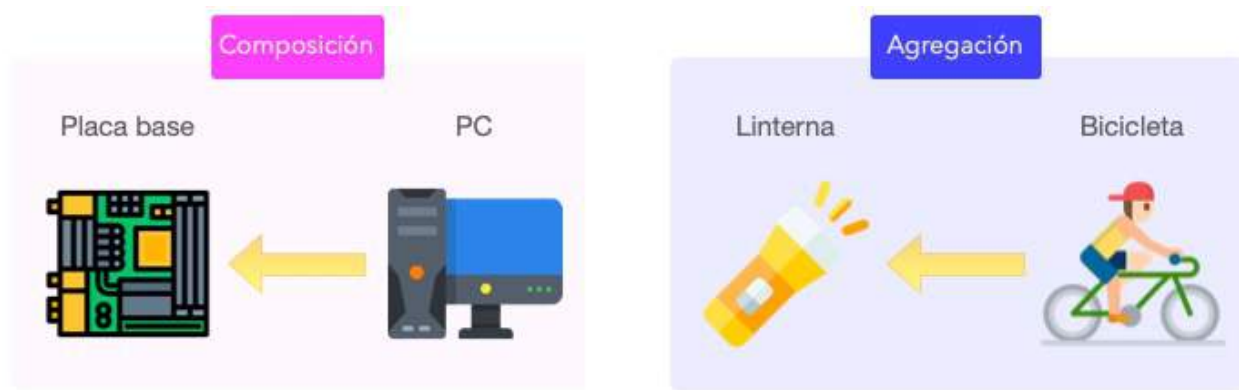 Composición
Agregación
Placa base
PC
Linterna
Bicicleta